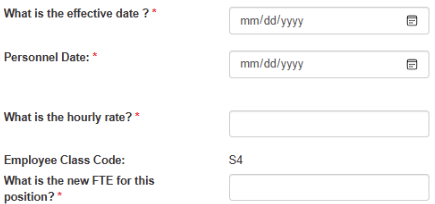 What is the effective date ? * mm/dd/yyyy
Personnel Date: * mm/dd/yyyy
What is the hourly rate? *
Employee Class Code: S4
What is the new FTE for this
position? *